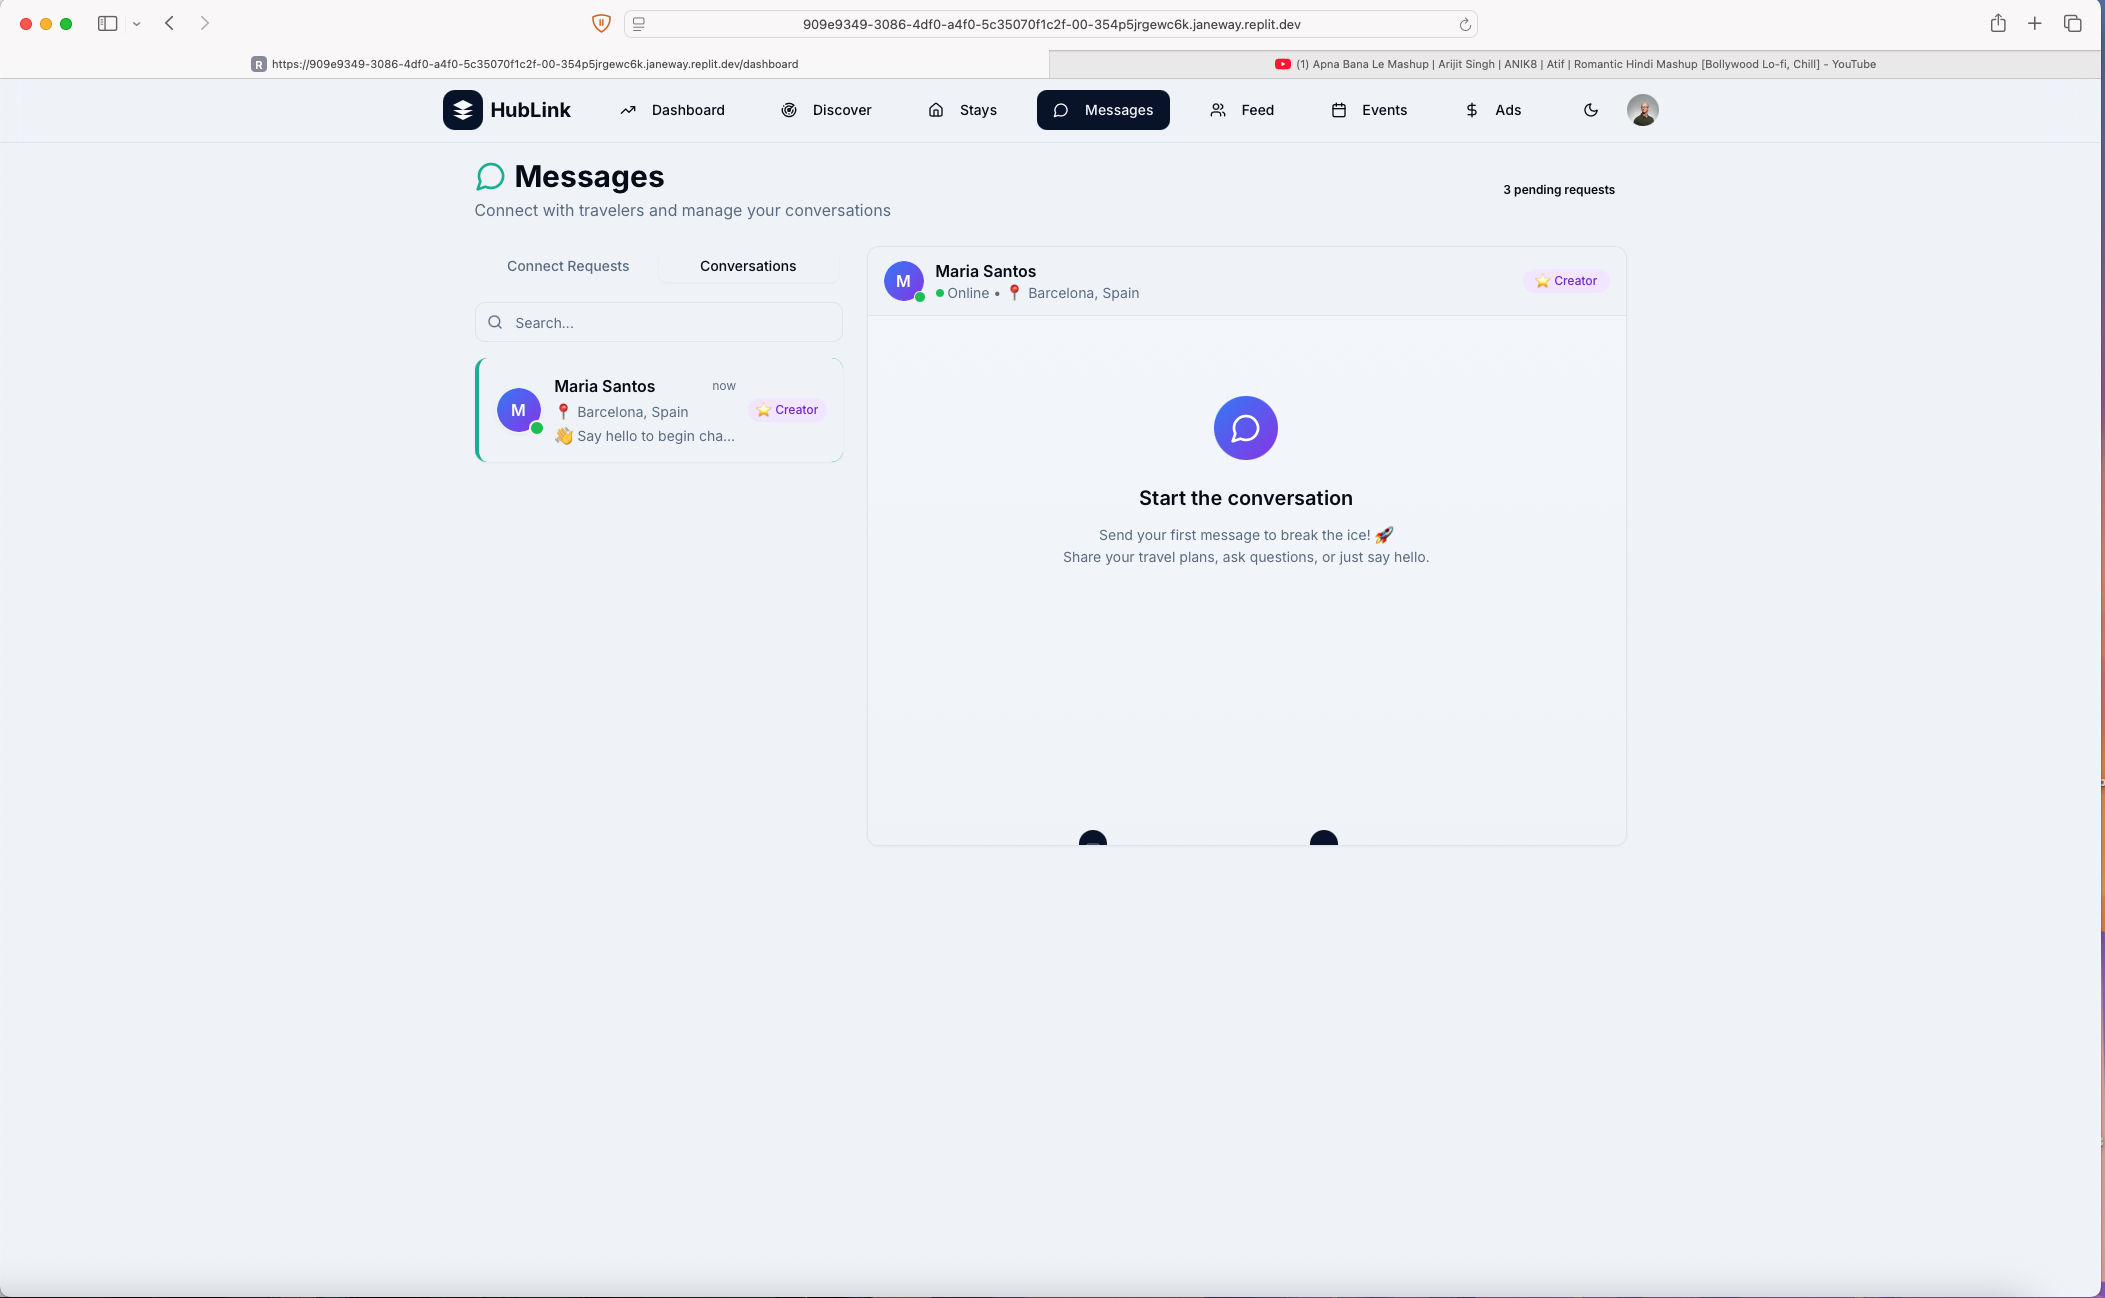 909e9349-3086-4df0-a4f0-5c35070f1c2f-00-354p5jrgewc6k.janeway.replit.dev
R https://909e9349-3086-4df0-a4f0-5c35070f1c2f-00-354p5jrgewc6k.janeway.replit.dev/dashboard
(1) Apna Bana Le Mashup | Arijit Singh | ANIK8 | Atif | Romantic Hindi Mashup [Bollywood Lo-fi, Chill] - YouTube
HubLink Dashboard Discover Stays Messages Feed Events Ads
Messages
Connect with travelers and manage your conversations
3 pending requests
Connect Requests Conversations
Search...
M Maria Santos now
📍 Barcelona, Spain
⭐ Creator
👋 Say hello to begin cha...
M Maria Santos
Online • 📍 Barcelona, Spain
⭐ Creator
Start the conversation
Send your first message to break the ice! 🚀
Share your travel plans, ask questions, or just say hello.